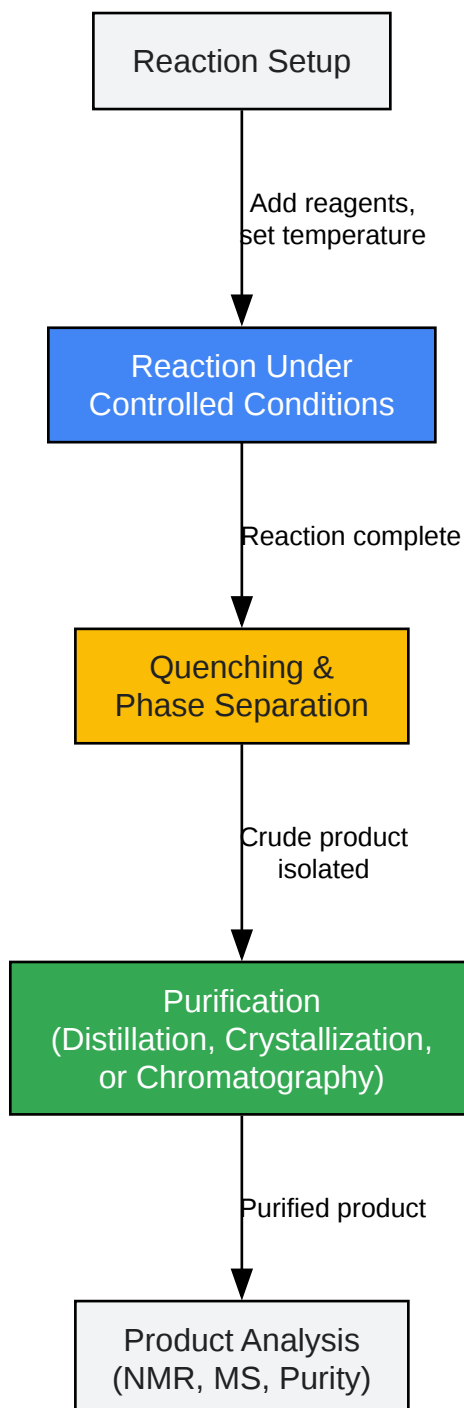 Reaction Setup
Add reagents,
set temperature
Reaction Under
Controlled Conditions
Reaction complete
Quenching &
Phase Separation
Crude product
isolated
Purification
(Distillation, Crystallization,
or Chromatography)
Purified product
Product Analysis
(NMR, MS, Purity)